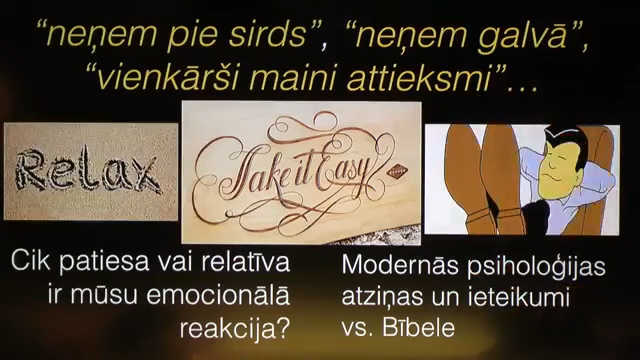 “neņem pie sirds”, “neņem galvā”,
“vienkārši maini attieksmi”...
Relax
Take it Easy
Cik patiesa vai relatīva
ir mūsu emocionālā
reakcija?
Modernās psiholoģijas
atziņas un ieteikumi
vs. Bībele